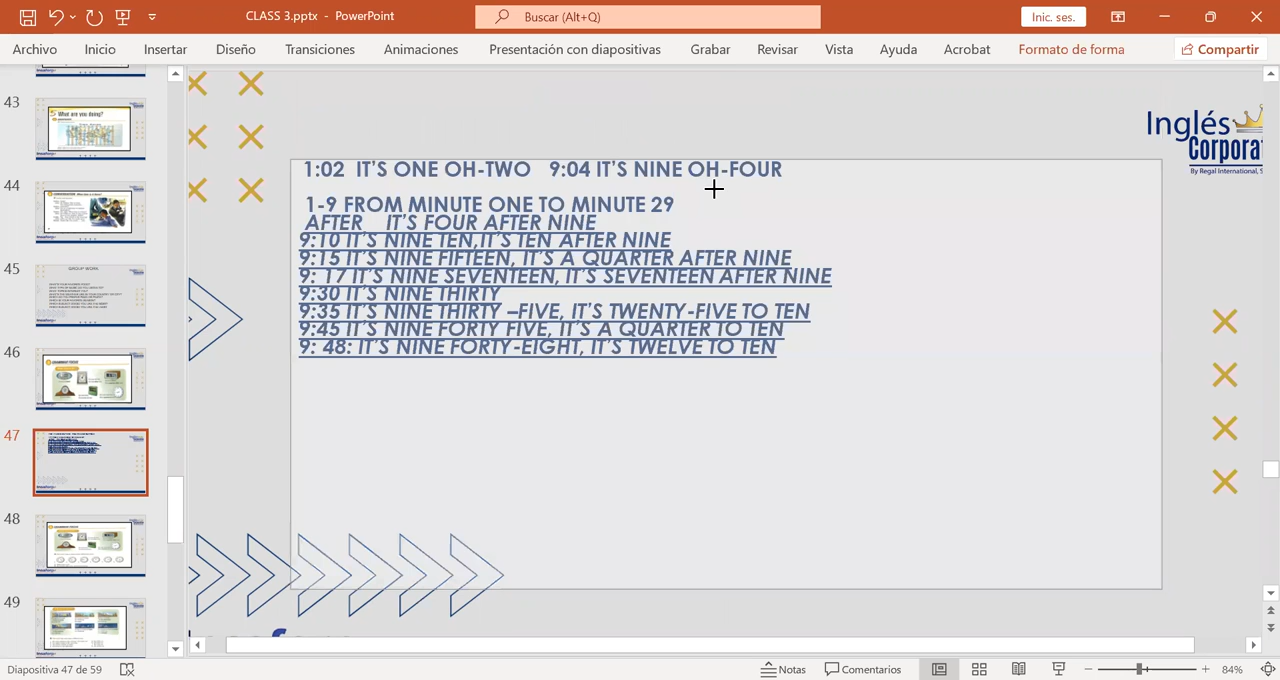 CLASS 3.pptx - PowerPoint
Buscar (Alt+Q)
Inic. ses.
Archivo Inicio Insertar Diseño Transiciones Animaciones Presentación con diapositivas Grabar Revisar Vista Ayuda Acrobat Formato de forma Compartir
43
What are you doing?
44
45
46
47
48
49
Inglés
Corporat
By Regal International, S
1:02 IT’S ONE OH-TWO 9:04 IT’S NINE OH-FOUR
1-9 FROM MINUTE ONE TO MINUTE 29
AFTER IT’S FOUR AFTER NINE
9:10 IT’S NINE TEN,IT’S TEN AFTER NINE
9:15 IT’S NINE FIFTEEN, IT’S A QUARTER AFTER NINE
9: 17 IT’S NINE SEVENTEEN, IT’S SEVENTEEN AFTER NINE
9:30 IT’S NINE THIRTY
9:35 IT’S NINE THIRTY –FIVE, IT’S TWENTY-FIVE TO TEN
9:45 IT’S NINE FORTY FIVE, IT’S A QUARTER TO TEN
9: 48: IT’S NINE FORTY-EIGHT, IT’S TWELVE TO TEN
Diapositiva 47 de 59
Notas
Comentarios
84%